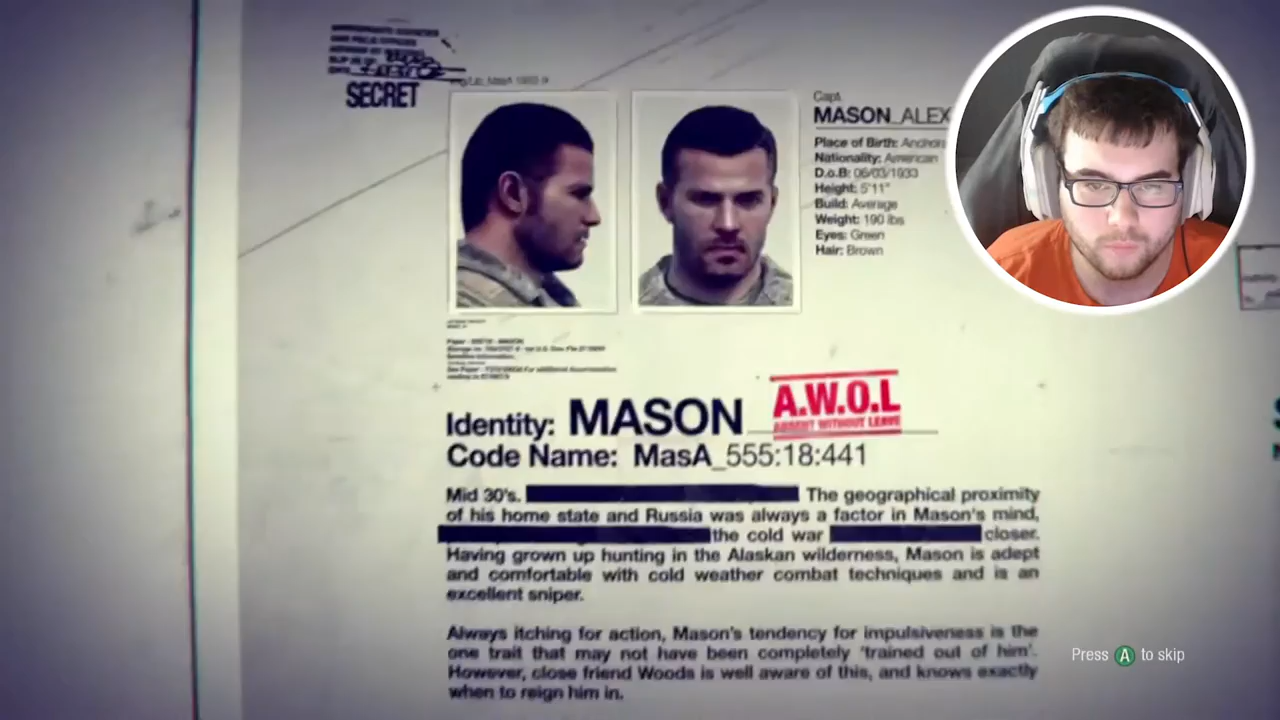 SECRET
Capt.
MASON_ALEX
Place of Birth:
Nationality: American
D.o.B: 06/03/1933
Height: 5'11"
Build: Average
Weight: 190 lbs
Eyes: Green
Hair: Brown
A.W.O.L
ABSENT WITHOUT LEAVE
Identity: MASON
Code Name: MasA_555:18:441
Mid 30's. The geographical proximity
of his home state and Russia was always a factor in Mason's mind,
the cold war closer.
Having grown up hunting in the Alaskan wilderness, Mason is adept
and comfortable with cold weather combat techniques and is an
excellent sniper.
Always itching for action, Mason's tendency for impulsiveness is the
one trait that may not have been completely 'trained out of him'.
However, close friend Woods is well aware of this, and knows exactly
when to reign him in.
Press A to skip